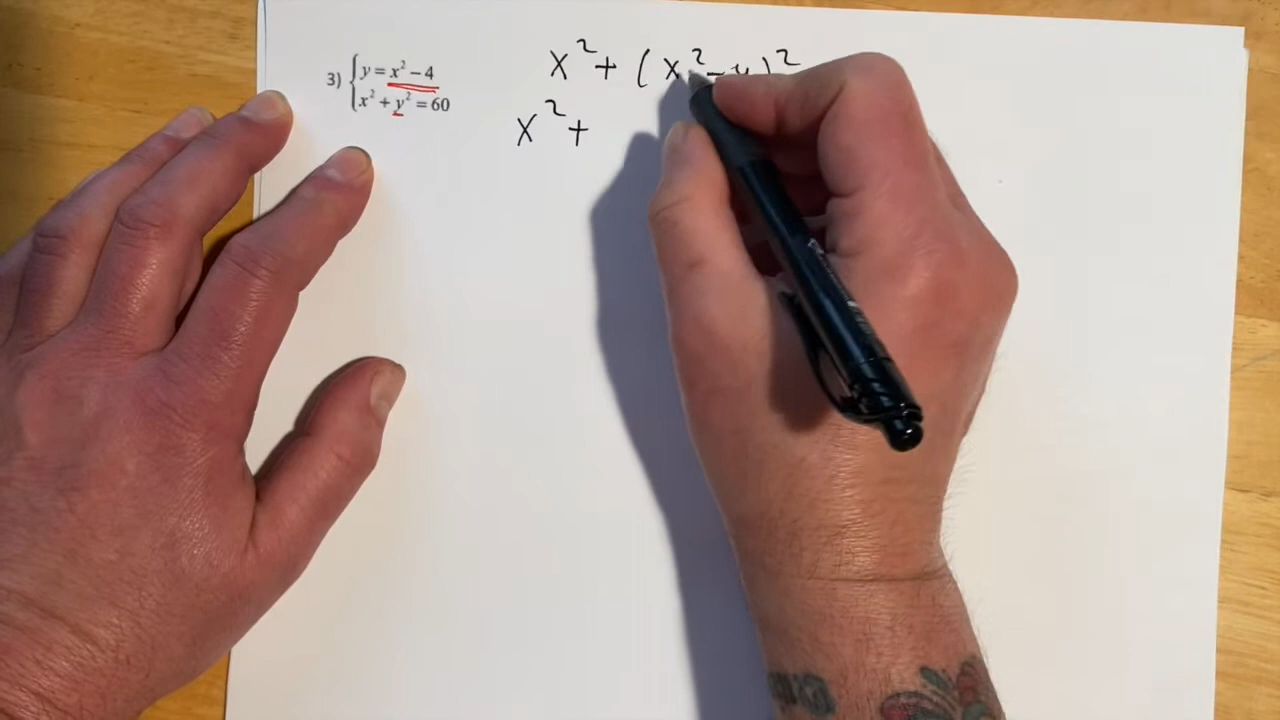 3) y = x² − 4
x² + y² = 60
x² + (x² − 4)²
x² +